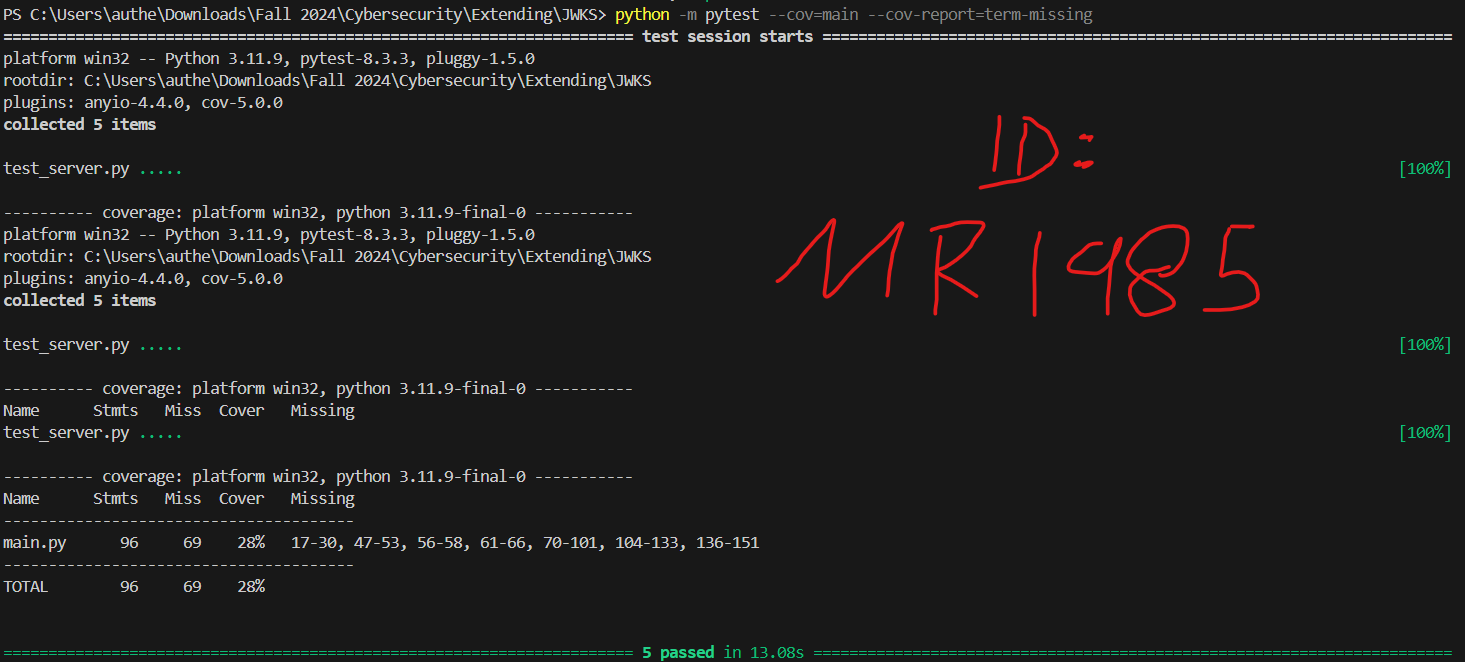 PS C:\Users\authe\Downloads\Fall 2024\Cybersecurity\Extending\JWKS> python -m pytest --cov=main --cov-report=term-missing
============================================================================= test session starts =============================================================================
platform win32 -- Python 3.11.9, pytest-8.3.3, pluggy-1.5.0
rootdir: C:\Users\authe\Downloads\Fall 2024\Cybersecurity\Extending\JWKS
plugins: anyio-4.4.0, cov-5.0.0
collected 5 items
ID:
test_server.py ..... [100%]
---------- coverage: platform win32, python 3.11.9-final-0 -----------
platform win32 -- Python 3.11.9, pytest-8.3.3, pluggy-1.5.0
rootdir: C:\Users\authe\Downloads\Fall 2024\Cybersecurity\Extending\JWKS
MR1985
plugins: anyio-4.4.0, cov-5.0.0
collected 5 items
test_server.py ..... [100%]
---------- coverage: platform win32, python 3.11.9-final-0 -----------
Name      Stmts   Miss  Cover   Missing
test_server.py ..... [100%]
---------- coverage: platform win32, python 3.11.9-final-0 -----------
Name      Stmts   Miss  Cover   Missing
---------------------------------------
main.py      96     69    28%   17-30, 47-53, 56-58, 61-66, 70-101, 104-133, 136-151
---------------------------------------
TOTAL        96     69    28%
============================================================================= 5 passed in 13.08s =============================================================================